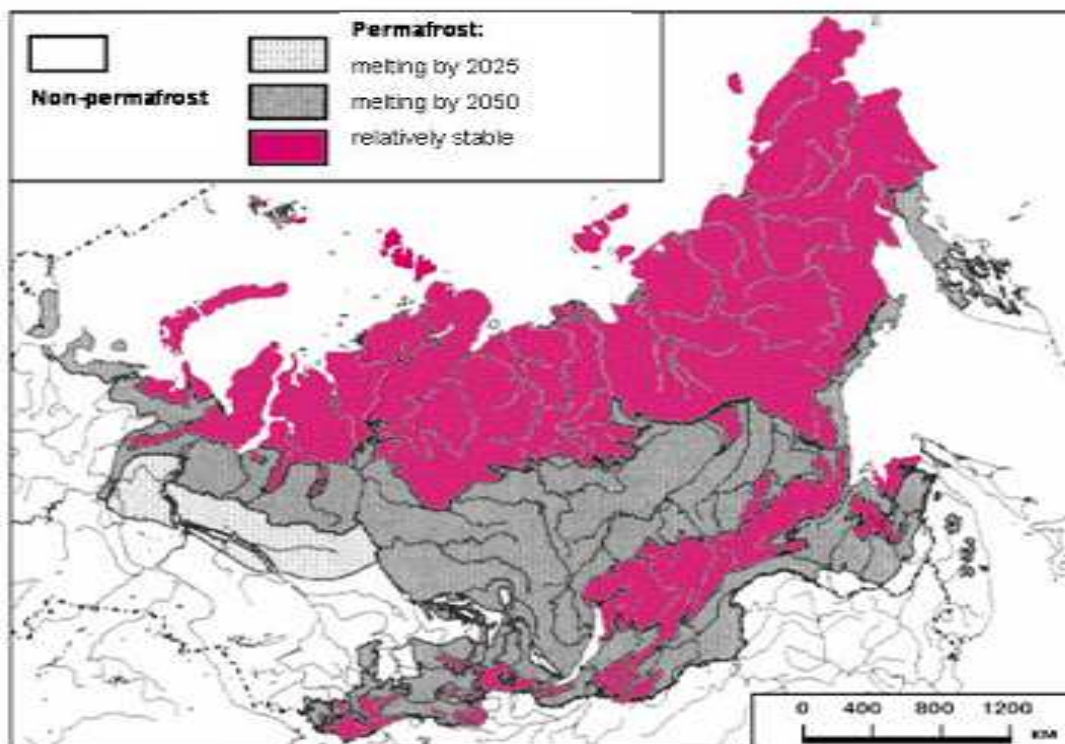 Permafrost:
melting by 2025
Non-permafrost
melting by 2050
relatively stable
0 400 800 1200
KM